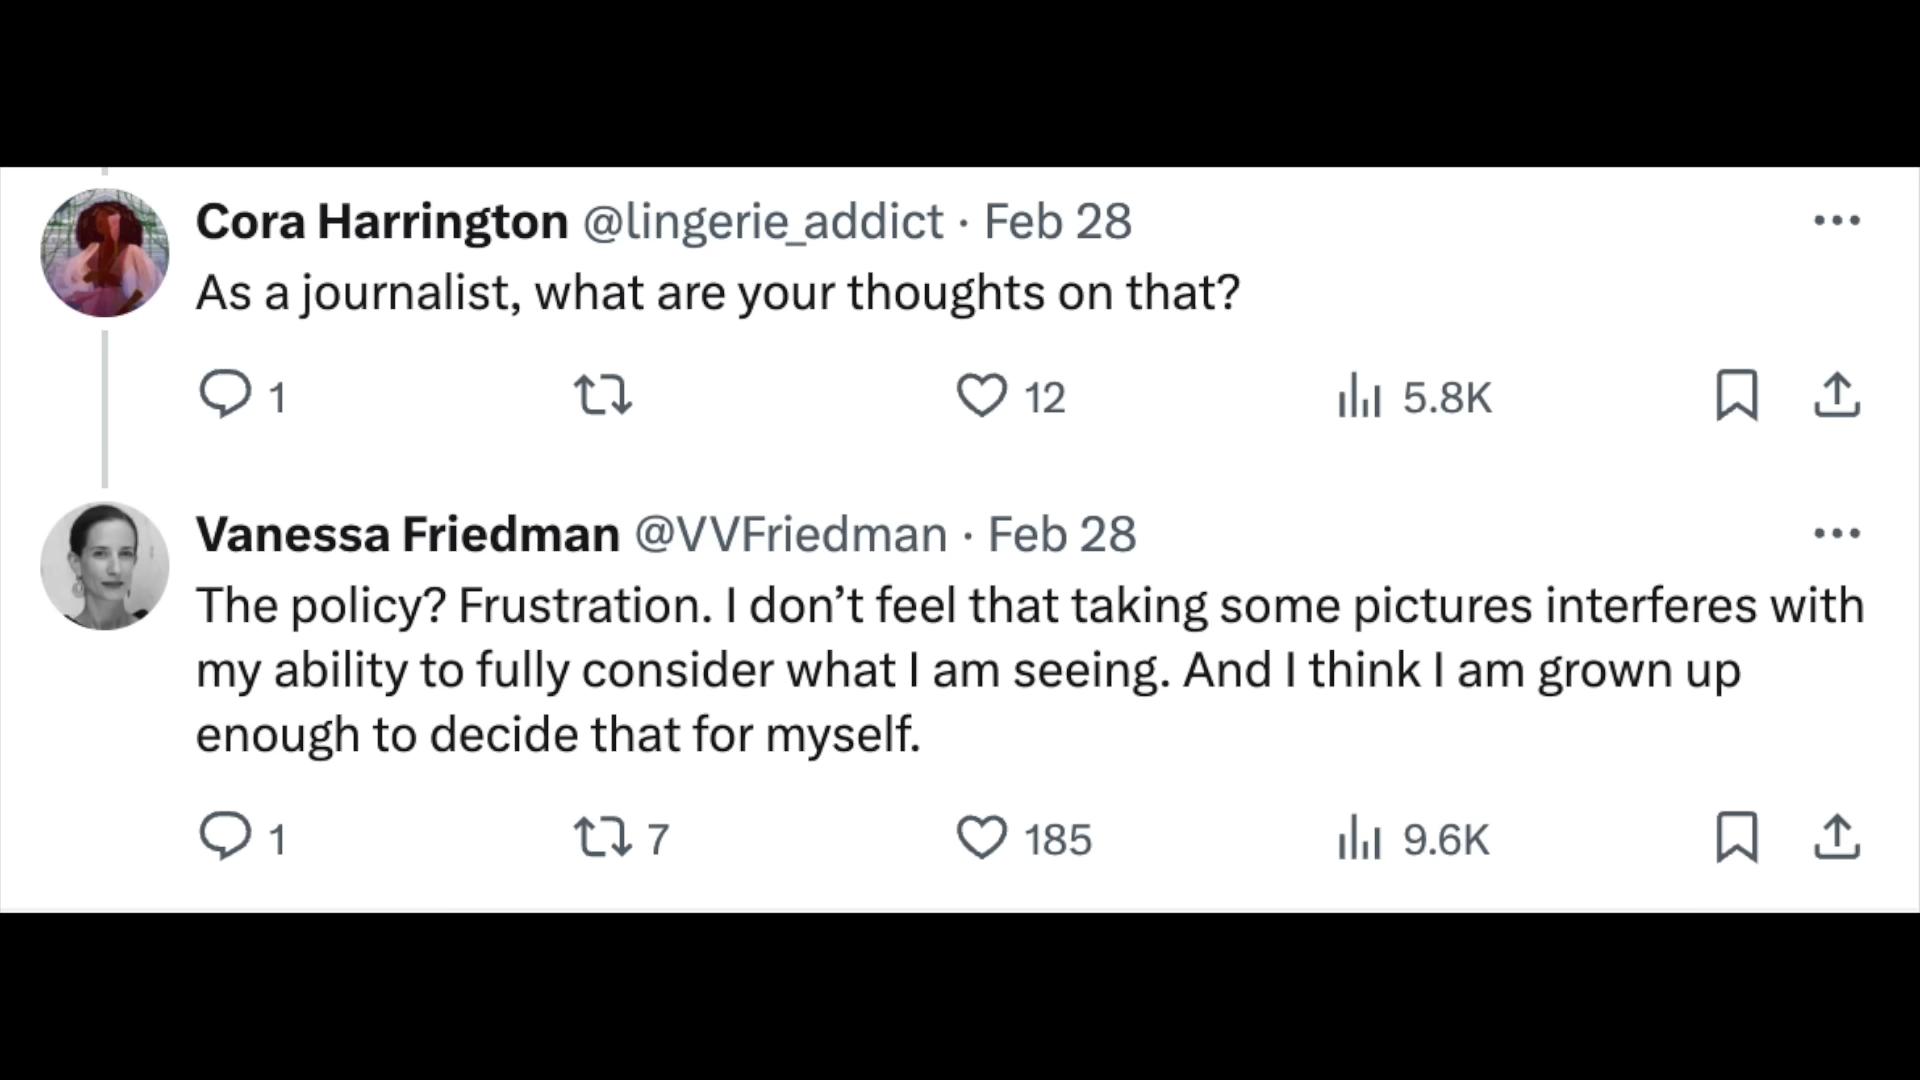 Cora Harrington @lingerie_addict · Feb 28
As a journalist, what are your thoughts on that?
1 12 5.8K
Vanessa Friedman @VVFriedman · Feb 28
The policy? Frustration. I don’t feel that taking some pictures interferes with
my ability to fully consider what I am seeing. And I think I am grown up
enough to decide that for myself.
1 7 185 9.6K